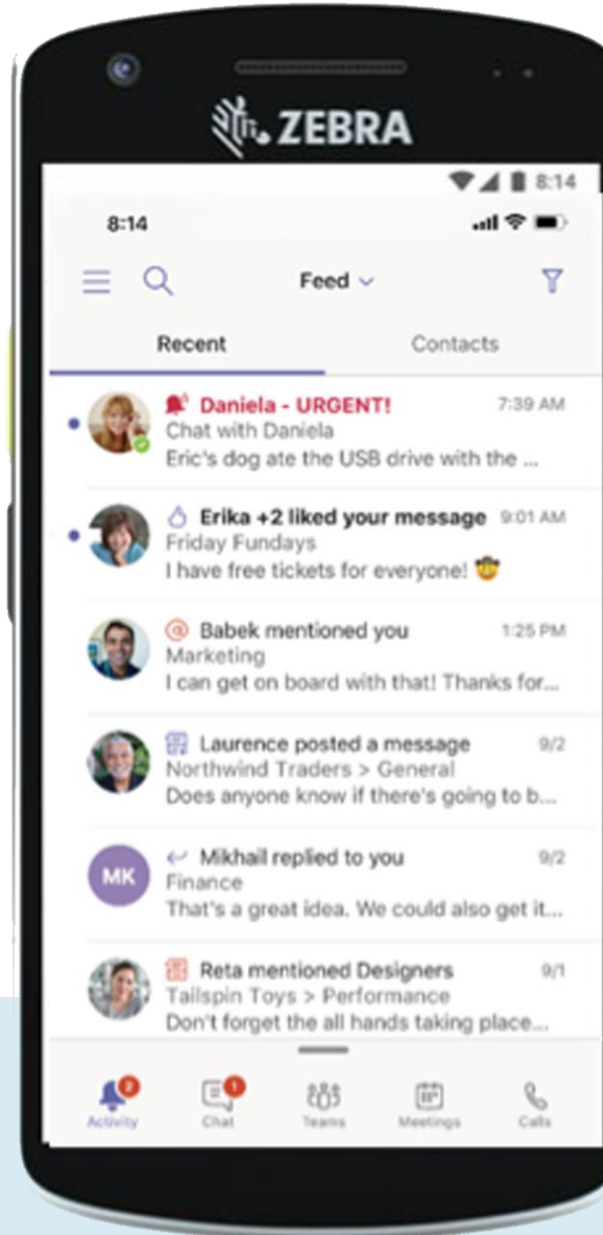 ZEBRA
8:14
8:14
Feed
Recent
Contacts
Daniela - URGENT!
7:39 AM
Chat with Daniela
Eric's dog ate the USB drive with the ...
Erika +2 liked your message
9:01 AM
Friday Fundays
I have free tickets for everyone! 🤠
Babek mentioned you
1:25 PM
Marketing
I can get on board with that! Thanks for...
Laurence posted a message
9/2
Northwind Traders > General
Does anyone know if there's going to b...
MK
Mikhail replied to you
9/2
Finance
That's a great idea. We could also get it...
Reta mentioned Designers
9/1
Tailspin Toys > Performance
Don't forget the all hands taking place...
2
1
Activity
Chat
Teams
Meetings
Calls